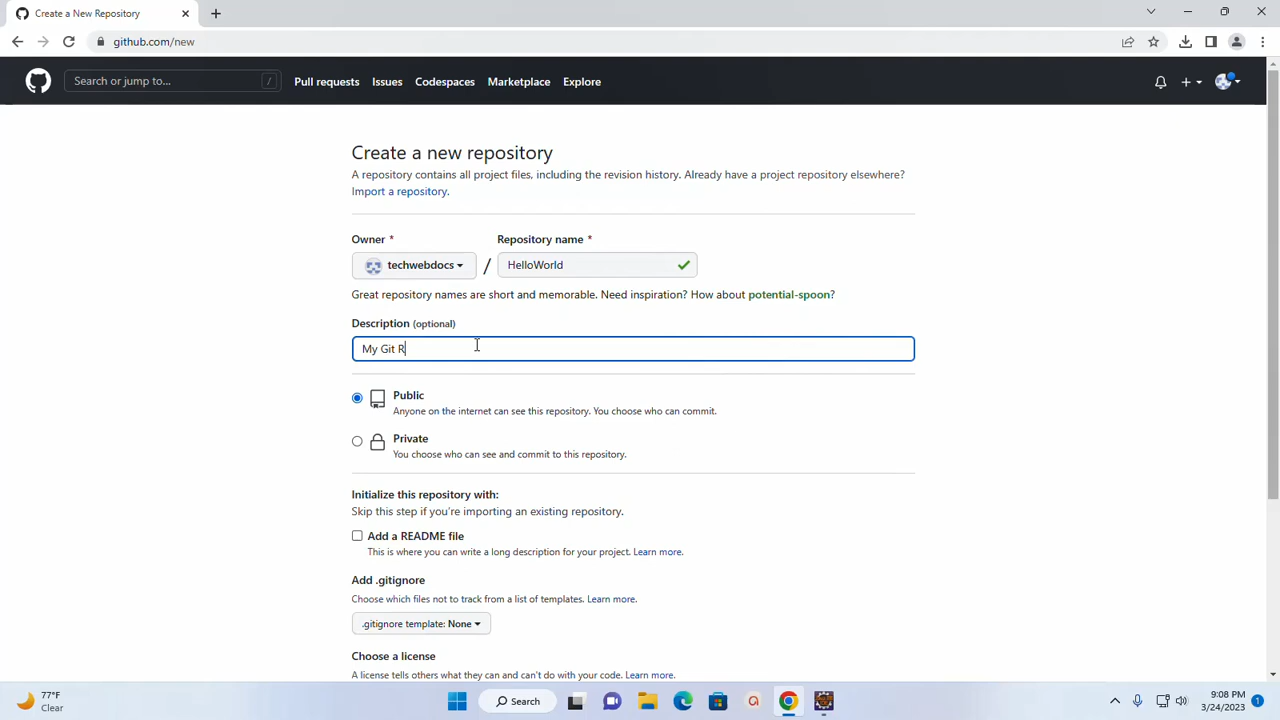 Create a New Repository
github.com/new
Search or jump to... /
Pull requests Issues Codespaces Marketplace Explore
Create a new repository
A repository contains all project files, including the revision history. Already have a project repository elsewhere?
Import a repository.
Owner * Repository name *
techwebdocs / HelloWorld
Great repository names are short and memorable. Need inspiration? How about potential-spoon?
Description (optional)
My Git R
Public
Anyone on the internet can see this repository. You choose who can commit.
Private
You choose who can see and commit to this repository.
Initialize this repository with:
Skip this step if you're importing an existing repository.
Add a README file
This is where you can write a long description for your project. Learn more.
Add .gitignore
Choose which files not to track from a list of templates. Learn more.
.gitignore template: None
Choose a license
A license tells others what they can and can't do with your code. Learn more.
77°F
Clear
Search
9:08 PM
3/24/2023
1